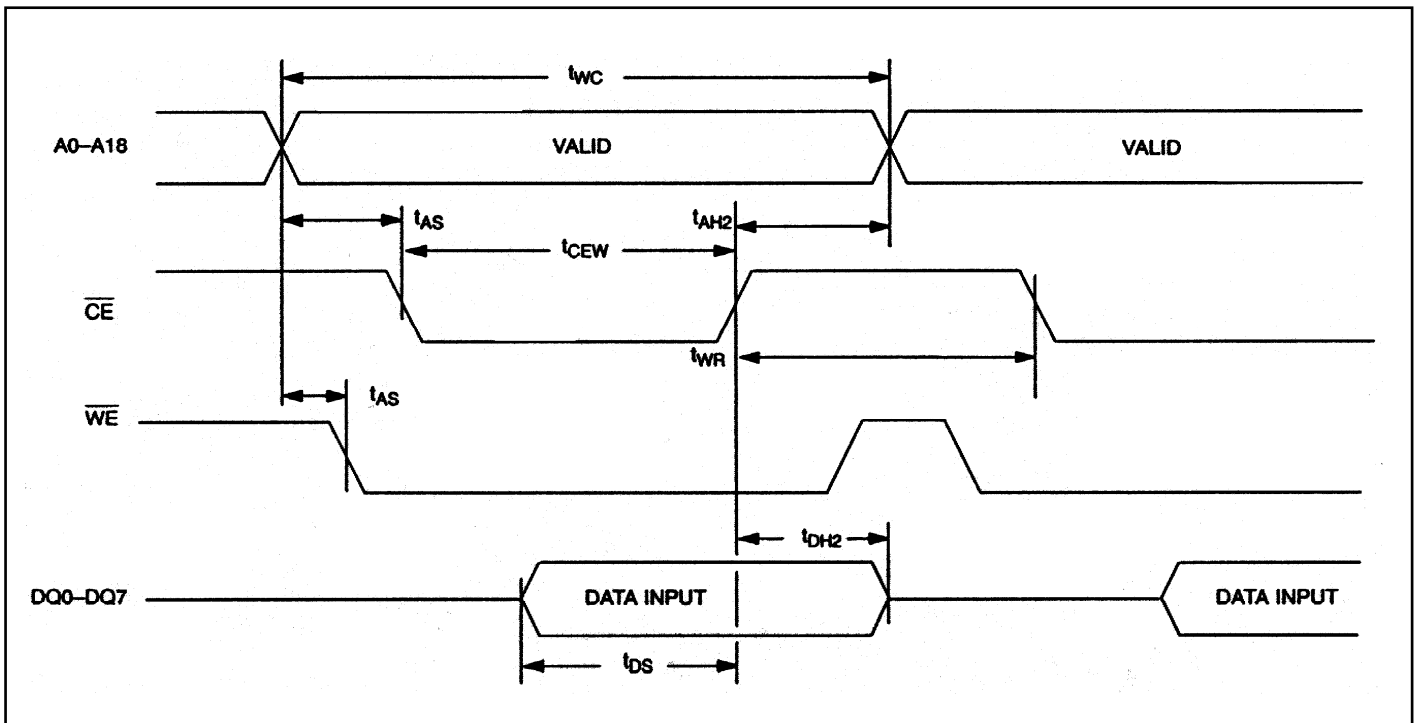 tWC
A0–A18
VALID
VALID
tAS
tAH2
tCEW
CE
tWR
tAS
WE
tDH2
DQ0–DQ7
DATA INPUT
DATA INPUT
tDS